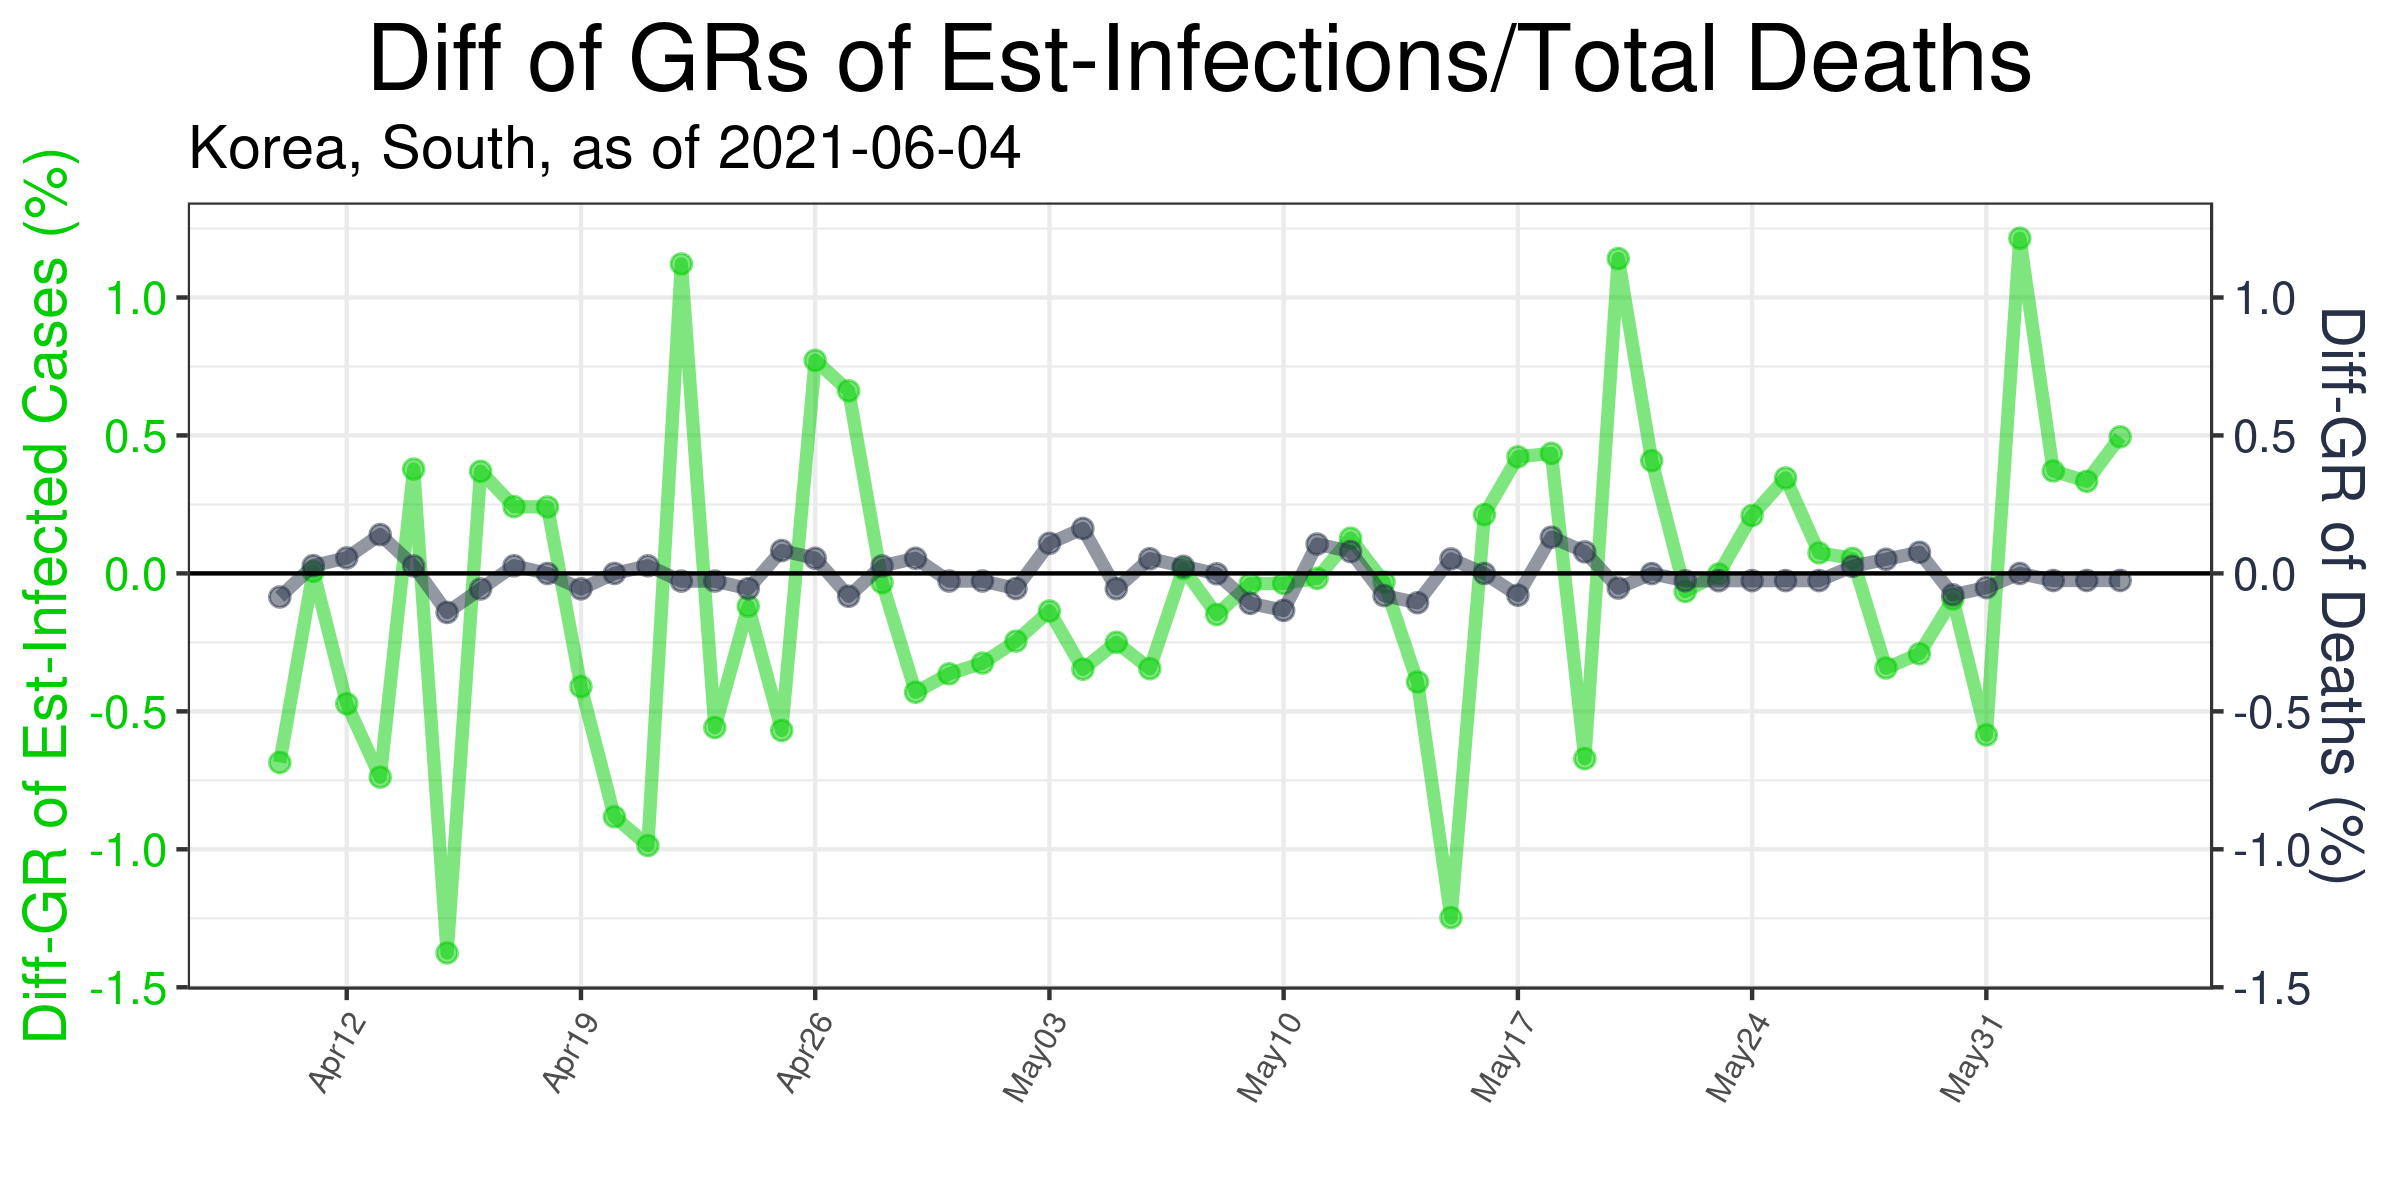 Diff of GRs of Est-Infections/Total Deaths
Korea, South, as of 2021-06-04
Diff-GR of Est-Infected Cases (%)
1.0
0.5
0.0
-0.5
-1.0
-1.5
1.0
0.5
0.0
-0.5
-1.0
-1.5
Diff-GR of Deaths (%)
Apr12
Apr19
Apr26
May03
May10
May17
May24
May31